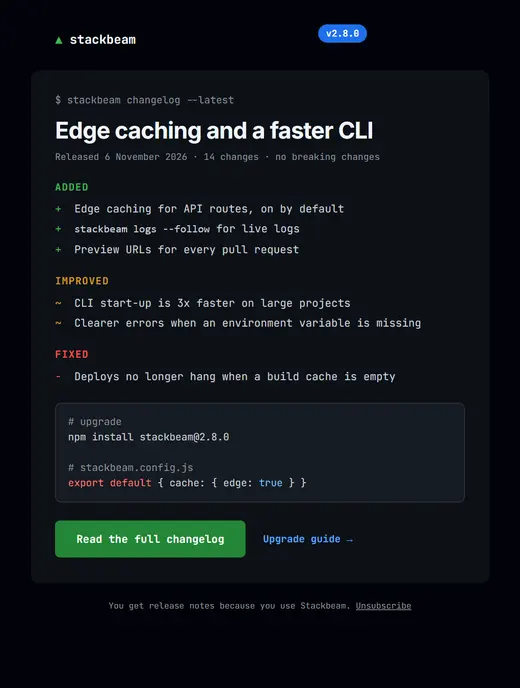 ▲ stackbeam
v2.8.0
$ stackbeam changelog --latest
Edge caching and a faster CLI
Released 6 November 2026 · 14 changes · no breaking changes
ADDED
+ Edge caching for API routes, on by default
+ stackbeam logs --follow for live logs
+ Preview URLs for every pull request
IMPROVED
~ CLI start-up is 3x faster on large projects
~ Clearer errors when an environment variable is missing
FIXED
- Deploys no longer hang when a build cache is empty
# upgrade
npm install stackbeam@2.8.0
# stackbeam.config.js
export default { cache: { edge: true } }
Read the full changelog
Upgrade guide →
You get release notes because you use Stackbeam. Unsubscribe